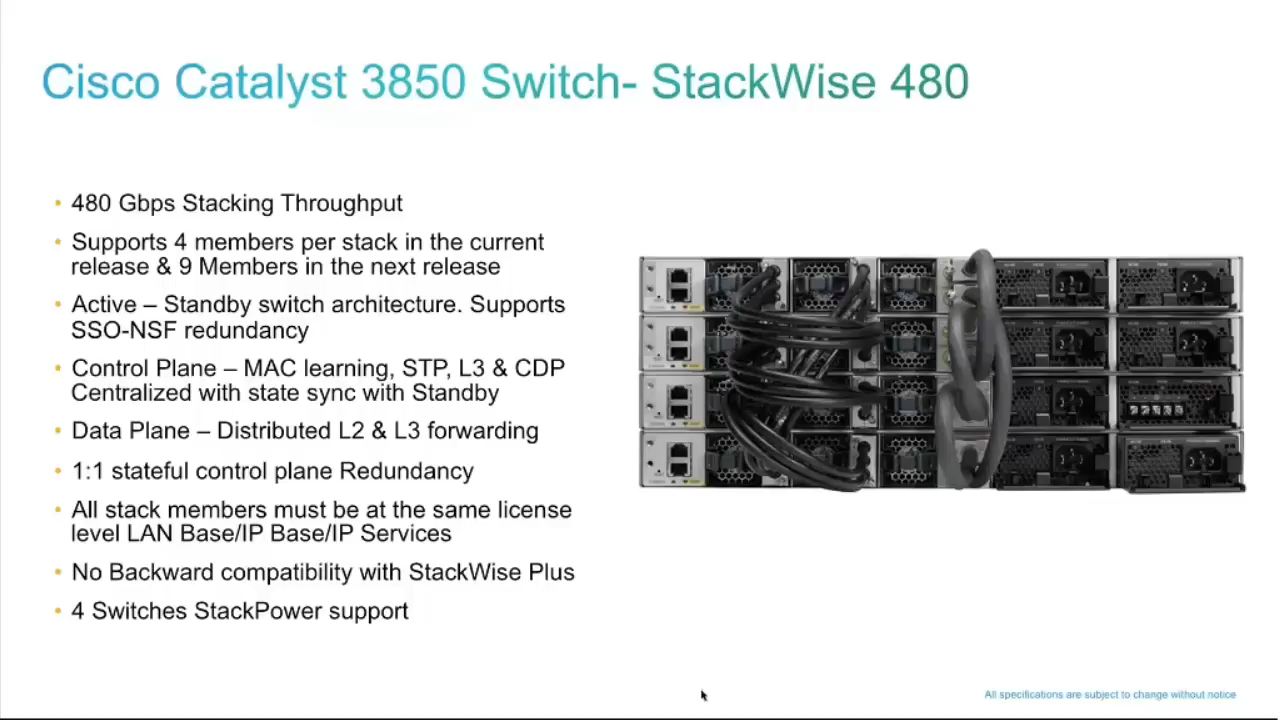 Cisco Catalyst 3850 Switch- StackWise 480
• 480 Gbps Stacking Throughput
• Supports 4 members per stack in the current
release & 9 Members in the next release
• Active – Standby switch architecture. Supports
SSO-NSF redundancy
• Control Plane – MAC learning, STP, L3 & CDP
Centralized with state sync with Standby
• Data Plane – Distributed L2 & L3 forwarding
• 1:1 stateful control plane Redundancy
• All stack members must be at the same license
level LAN Base/IP Base/IP Services
• No Backward compatibility with StackWise Plus
• 4 Switches StackPower support
All specifications are subject to change without notice